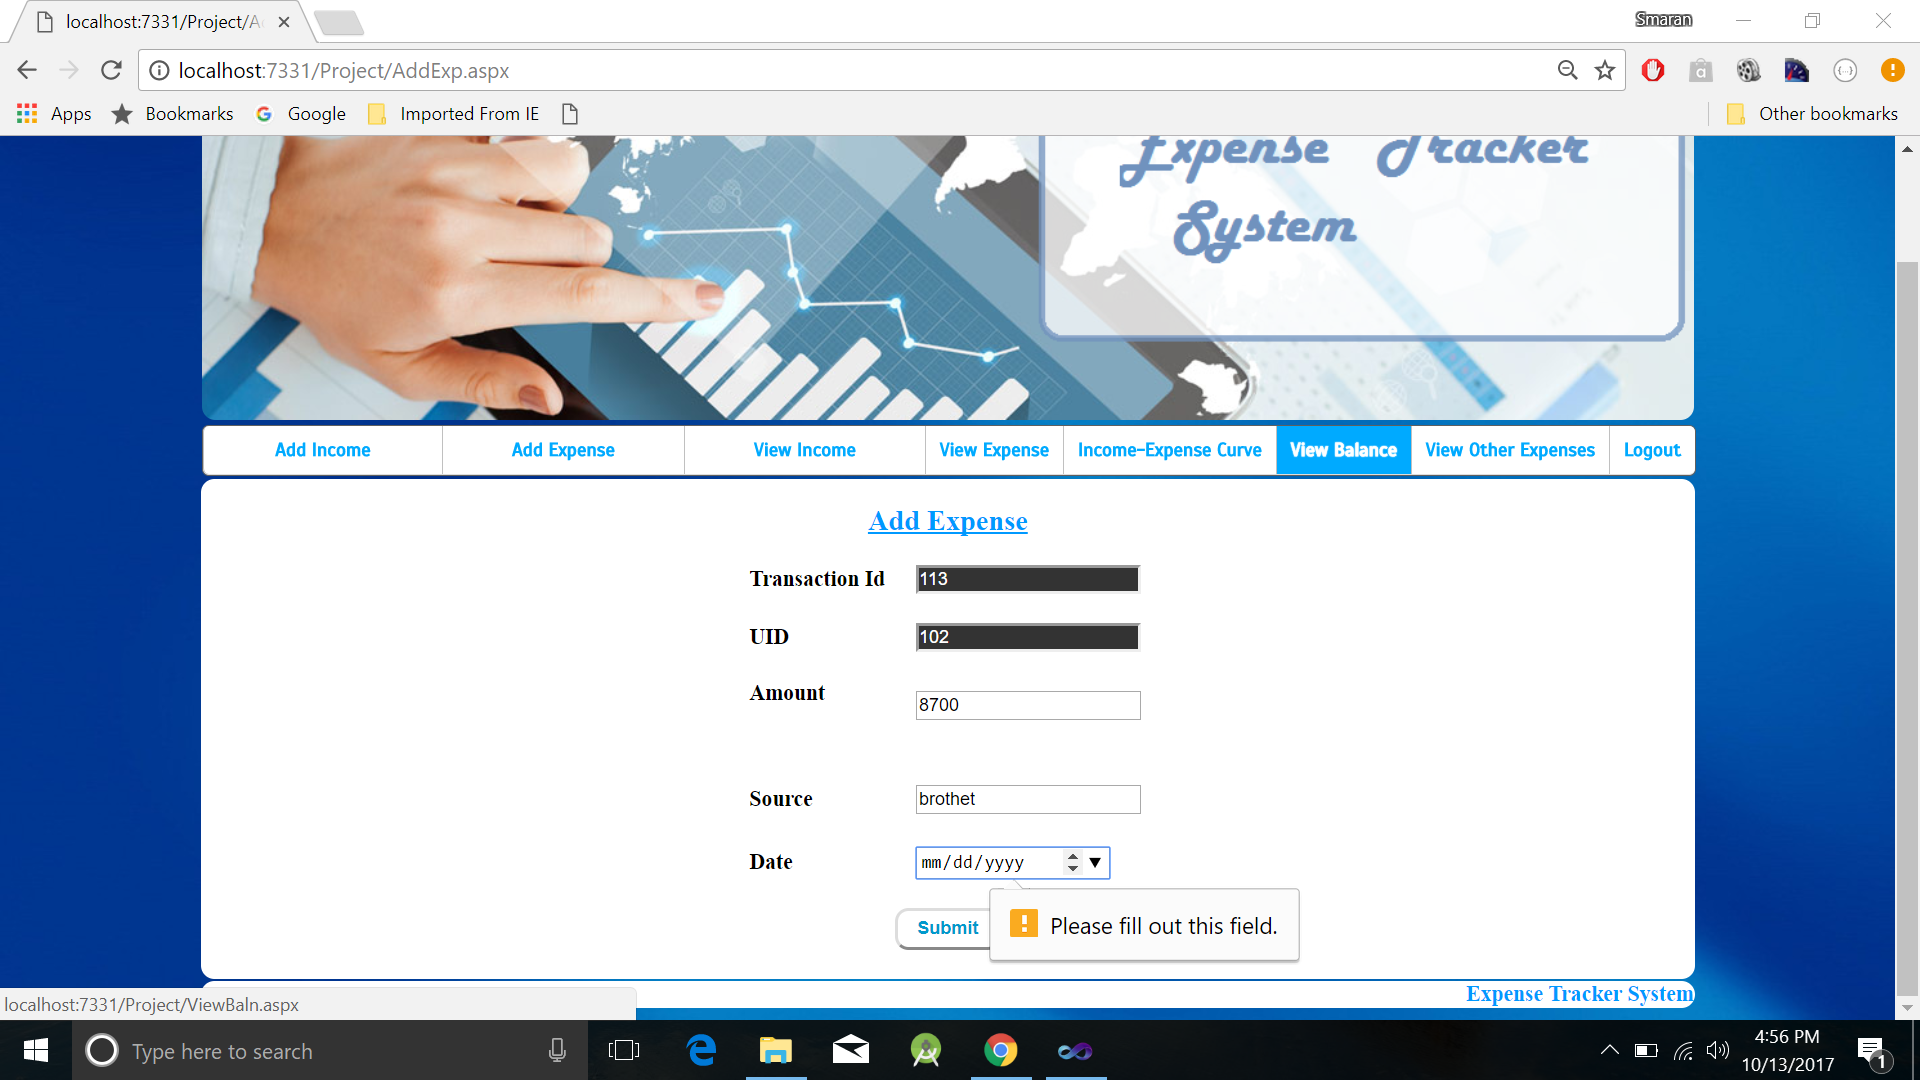 localhost:7331/Project/A
Smaran
localhost:7331/Project/AddExp.aspx
Apps
Bookmarks
Google
Imported From IE
Other bookmarks
Expense Tracker
System
Add Income
Add Expense
View Income
View Expense
Income-Expense Curve
View Balance
View Other Expenses
Logout
Add Expense
Transaction Id 113
UID 102
Amount 8700
Source brothet
Date mm/dd/yyyy
Submit
Please fill out this field.
Expense Tracker System
localhost:7331/Project/ViewBaln.aspx
Type here to search
4:56 PM
10/13/2017
1